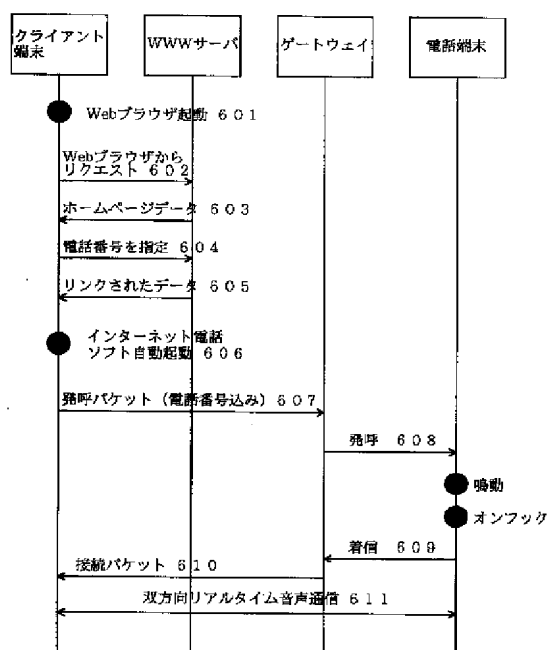 クライアント
端末
WWWサーバ
ゲートウェイ
電話端末
Webブラウザ起動 601
Webブラウザから
リクエスト 602
ホームページデータ 603
電話番号を指定 604
リンクされたデータ 605
インターネット電話
ソフト自動起動 606
発呼パケット（電話番号込み）607
発呼 608
鳴動
オンフック
着信 609
接続パケット 610
双方向リアルタイム音声通信 611